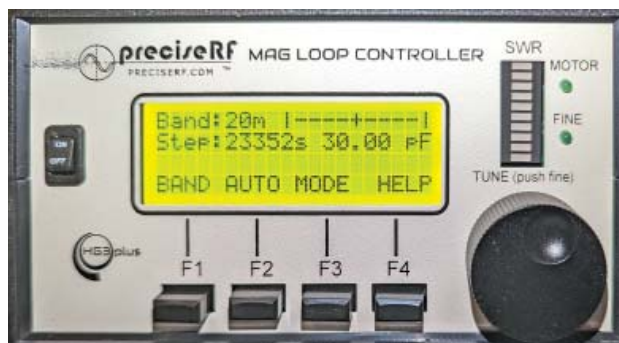 preciseRF MAG LOOP CONTROLLER
PRECISERF.COM ™
SWR
MOTOR
FINE
ON
OFF
Band:20m |----+----|
Step:23352s 30.00 pF
BAND AUTO MODE HELP
TUNE (push fine)
HG3plus
F1 F2 F3 F4